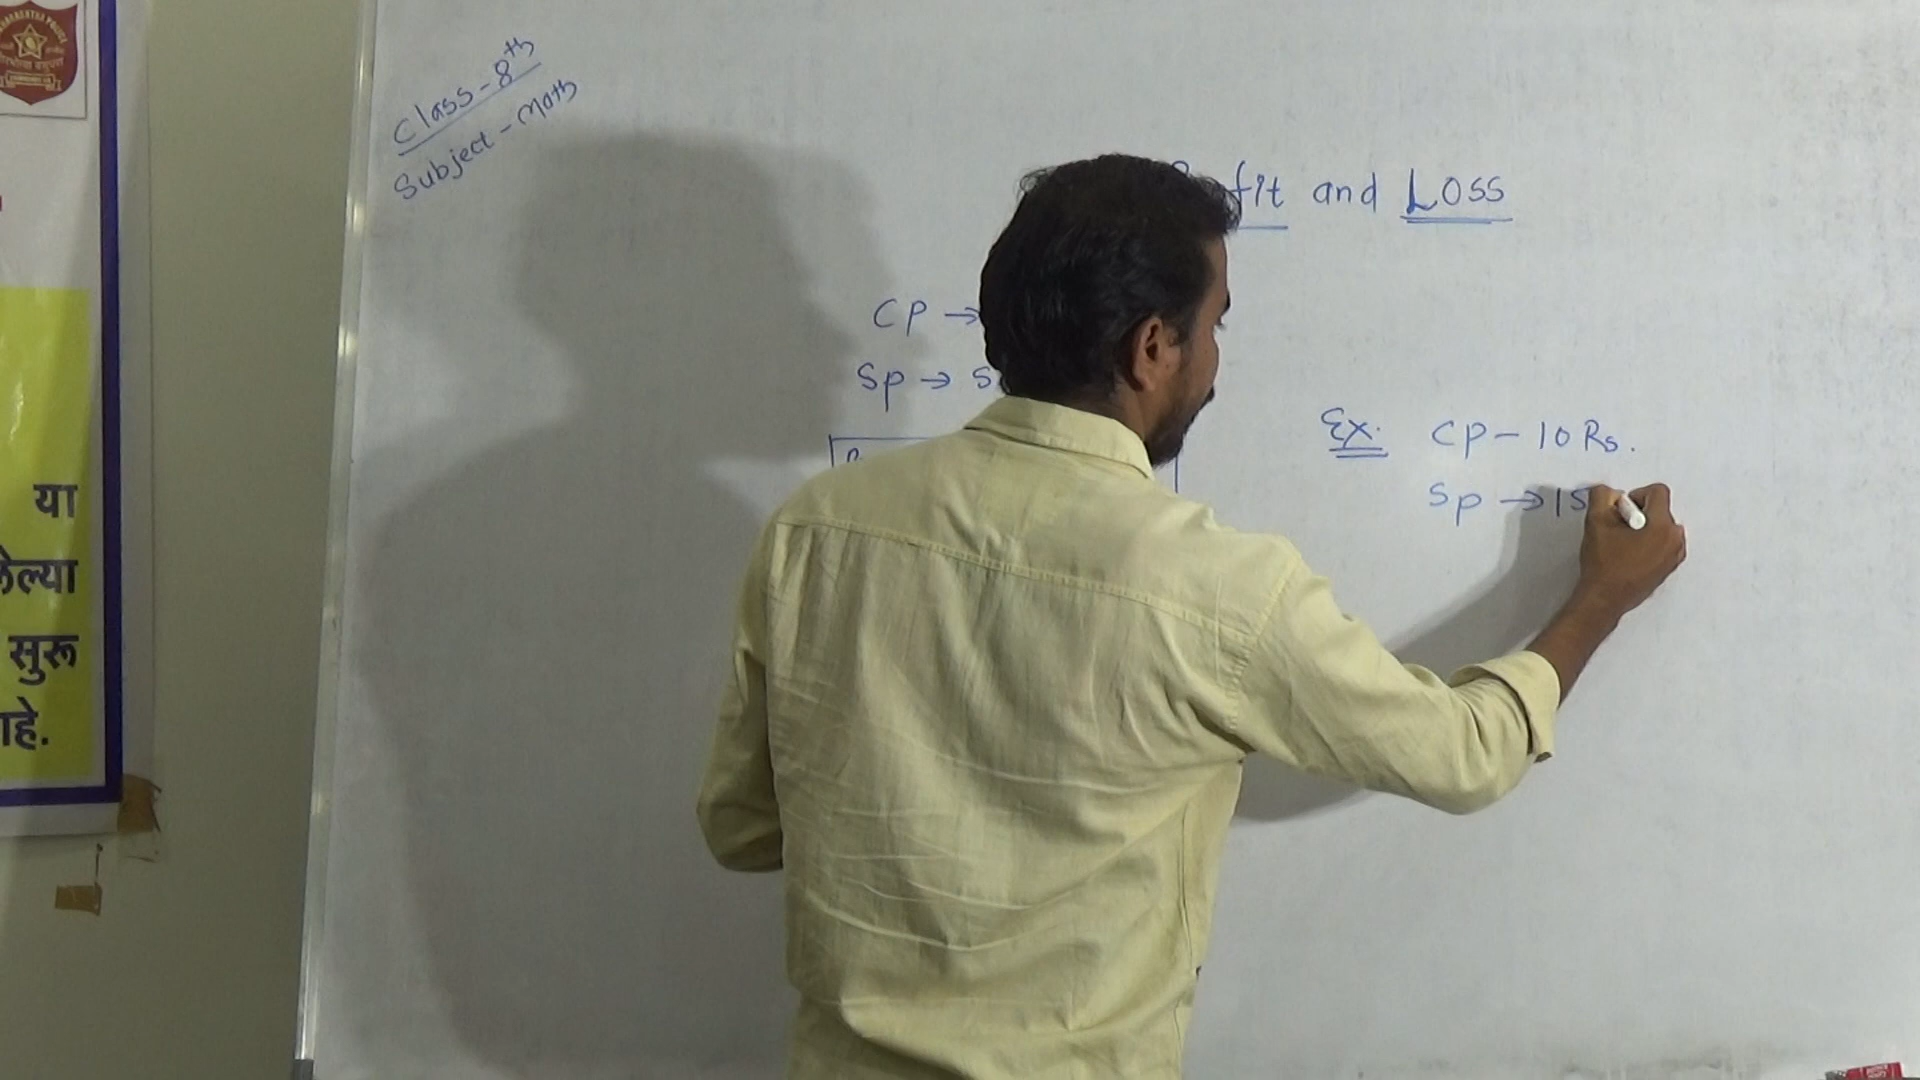 Class - 8th
Subject - Math
fit and Loss
CP →
SP → S
Ex. CP - 10 Rs.
SP → 15
या
सुरू